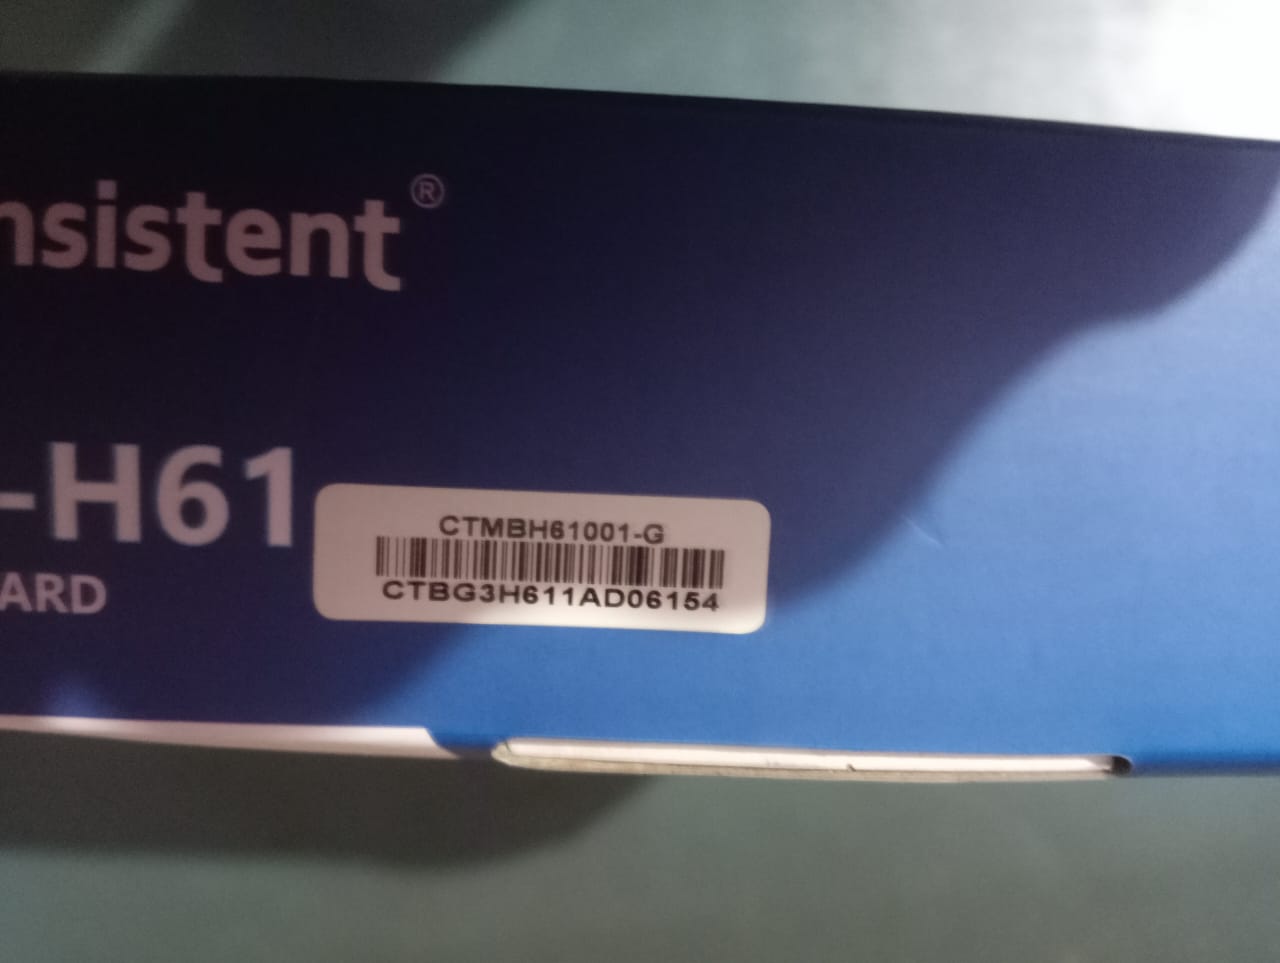 nsistent®
-H61
ARD
CTMBH61001-G
CTBG3H611AD06154